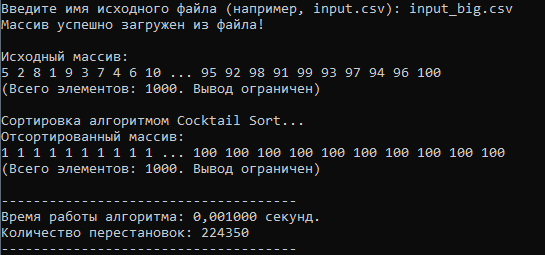 Введите имя исходного файла (например, input.csv): input_big.csv
Массив успешно загружен из файла!
Исходный массив:
5 2 8 1 9 3 7 4 6 10 ... 95 92 98 91 99 93 97 94 96 100
(Всего элементов: 1000. Вывод ограничен)
Сортировка алгоритмом Cocktail Sort...
Отсортированный массив:
1 1 1 1 1 1 1 1 1 1 ... 100 100 100 100 100 100 100 100 100 100
(Всего элементов: 1000. Вывод ограничен)
-------------------------------------
Время работы алгоритма: 0,001000 секунд.
Количество перестановок: 224350
-------------------------------------